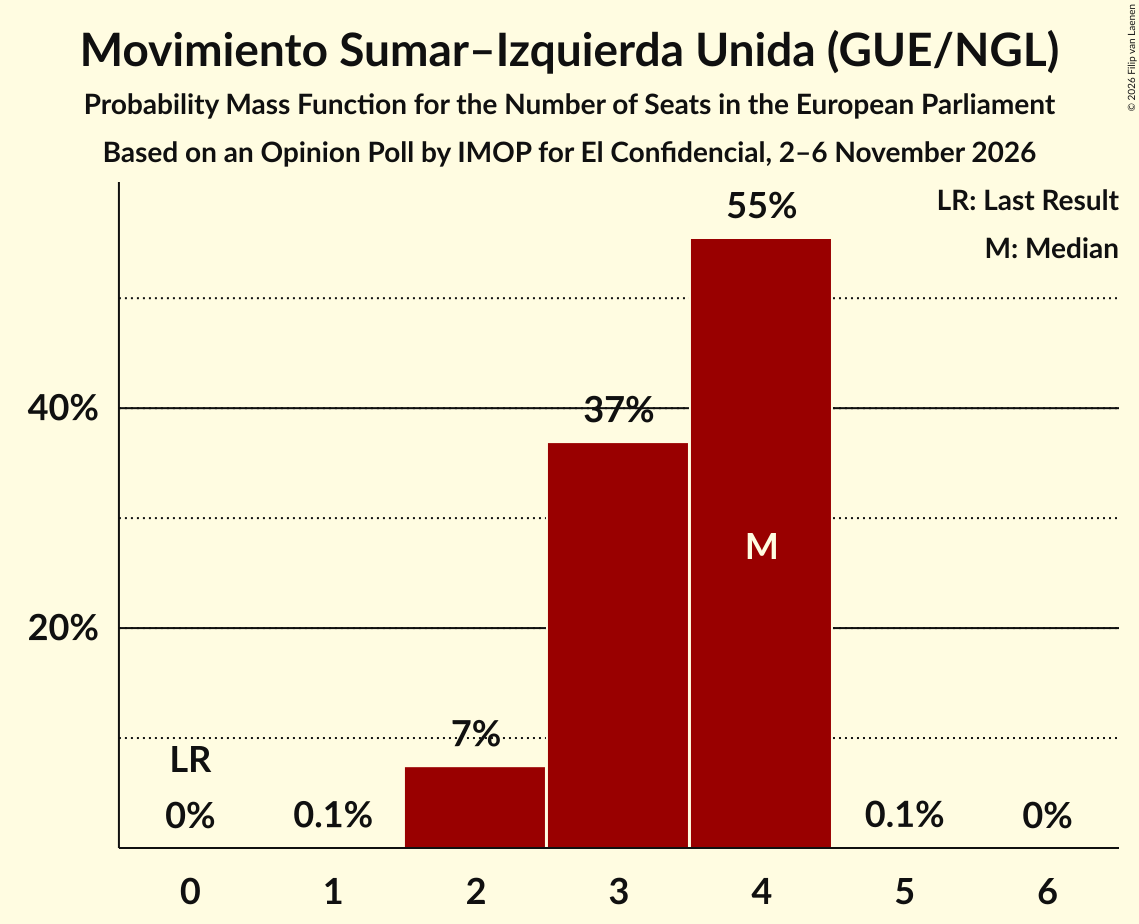 Movimiento Sumar–Izquierda Unida (GUE/NGL)
Probability Mass Function for the Number of Seats in the European Parliament
Based on an Opinion Poll by IMOP for El Confidencial, 2–6 November 2026
© 2026 Filip van Laenen
LR: Last Result
M: Median
55%
40%
37%
M
20%
7%
LR
0%
0.1%
0.1%
0%
0 1 2 3 4 5 6